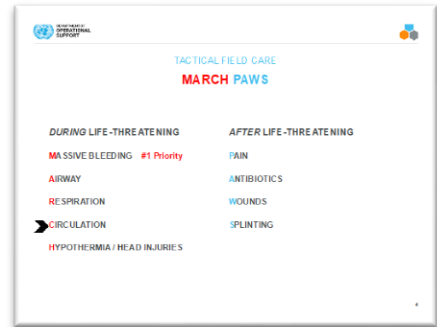 DEPARTMENT OF
OPERATIONAL
SUPPORT
TACTICAL FIELD CARE
MARCH PAWS
DURING LIFE-THREATENING
MASSIVE BLEEDING #1 Priority
AIRWAY
RESPIRATION
CIRCULATION
HYPOTHERMIA / HEAD INJURIES
AFTER LIFE-THREATENING
PAIN
ANTIBIOTICS
WOUNDS
SPLINTING